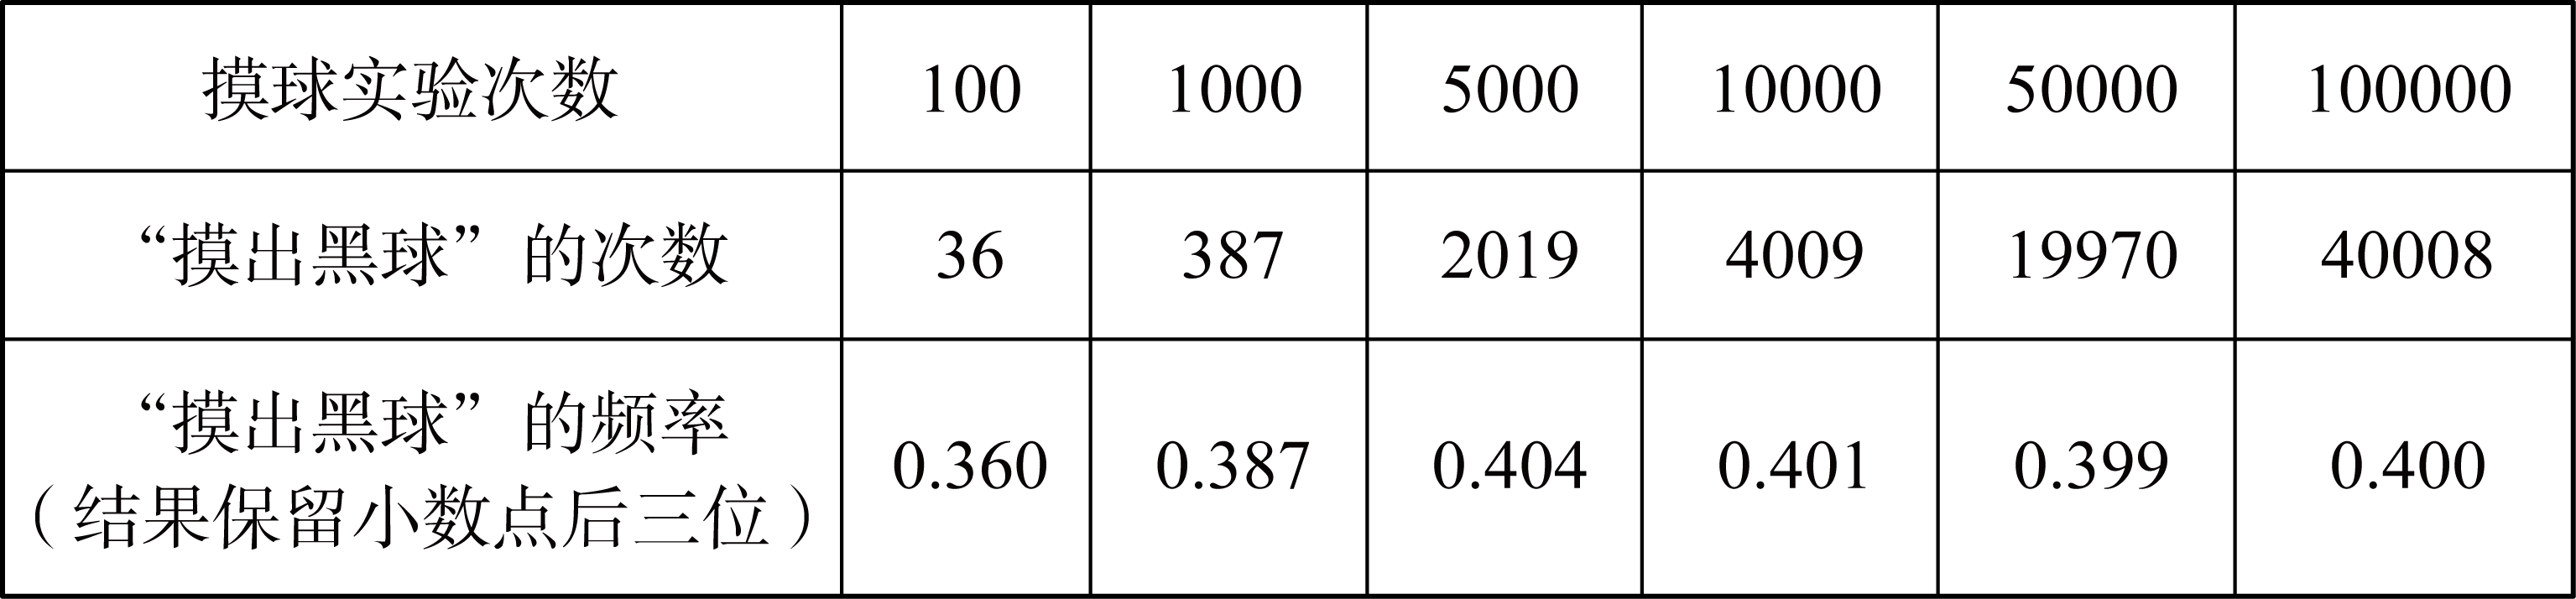 摸球实验次数 100 1000 5000 10000 50000 100000
“摸出黑球”的次数 36 387 2019 4009 19970 40008
“摸出黑球”的频率
（结果保留小数点后三位） 0.360 0.387 0.404 0.401 0.399 0.400